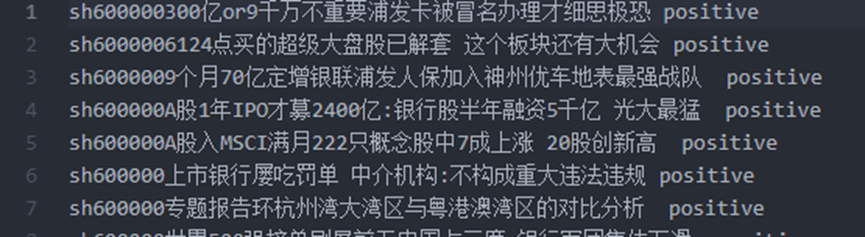 1 sh600000300亿or9千万不重要浦发卡被冒名办理才细思极恐 positive
2 sh6000006124点买的超级大盘股已解套 这个板块还有大机会 positive
3 sh6000009个月70亿定增银联浦发人保加入神州优车地表最强战队 positive
4 sh600000A股1年IPO才募2400亿:银行股半年融资5千亿 光大最猛 positive
5 sh600000A股入MSCI满月222只概念股中7成上涨 20股创新高 positive
6 sh600000上市银行屡吃罚单 中介机构:不构成重大违法违规 positive
7 sh600000专题报告环杭州湾大湾区与粤港澳湾区的对比分析 positive